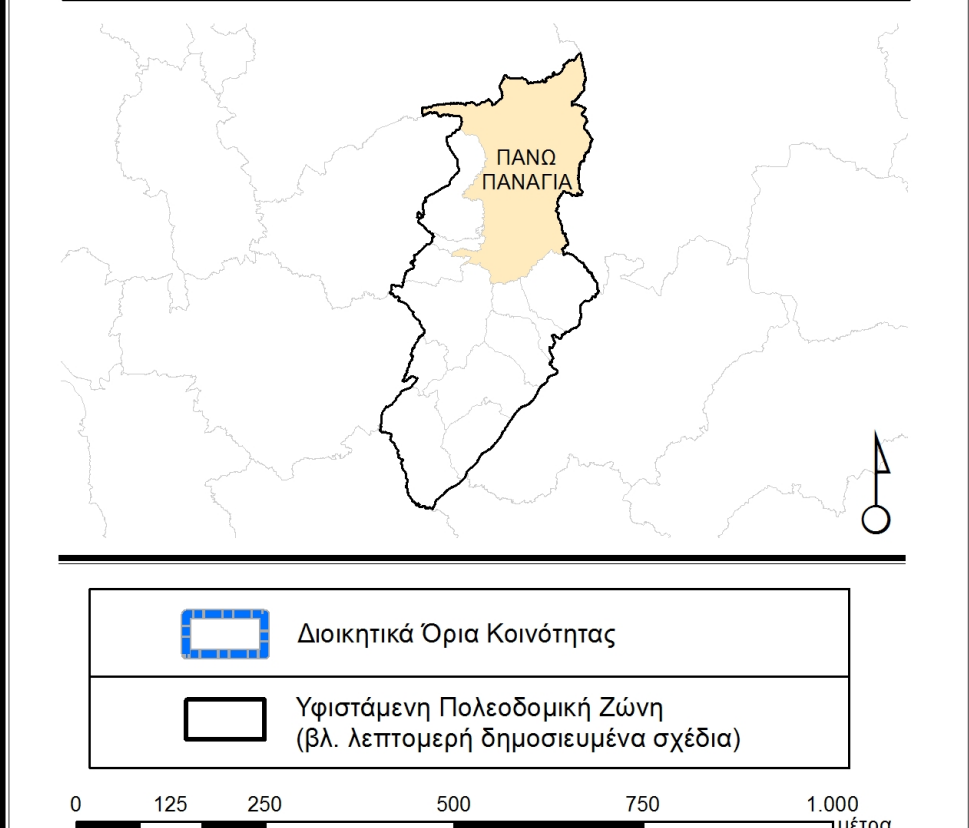 ΠΑΝΩ
ΠΑΝΑΓΙΑ
Διοικητικά Όρια Κοινότητας
Υφιστάμενη Πολεοδομική Ζώνη
(βλ. λεπτομερή δημοσιευμένα σχέδια)
0 125 250 500 750 1.000
μέτρα